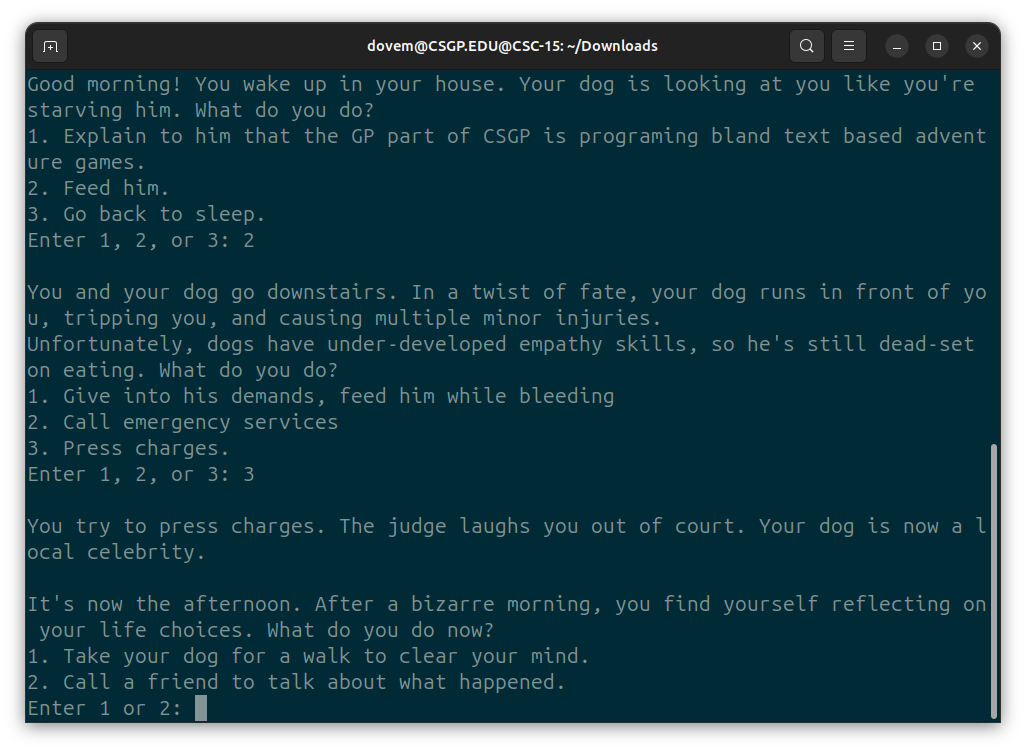 dovem@CSGP.EDU@CSC-15: ~/Downloads
Good morning! You wake up in your house. Your dog is looking at you like you're
starving him. What do you do?
1. Explain to him that the GP part of CSGP is programing bland text based advent
ure games.
2. Feed him.
3. Go back to sleep.
Enter 1, 2, or 3: 2

You and your dog go downstairs. In a twist of fate, your dog runs in front of yo
u, tripping you, and causing multiple minor injuries.
Unfortunately, dogs have under-developed empathy skills, so he's still dead-set
on eating. What do you do?
1. Give into his demands, feed him while bleeding
2. Call emergency services
3. Press charges.
Enter 1, 2, or 3: 3

You try to press charges. The judge laughs you out of court. Your dog is now a l
ocal celebrity.

It's now the afternoon. After a bizarre morning, you find yourself reflecting on
 your life choices. What do you do now?
1. Take your dog for a walk to clear your mind.
2. Call a friend to talk about what happened.
Enter 1 or 2: